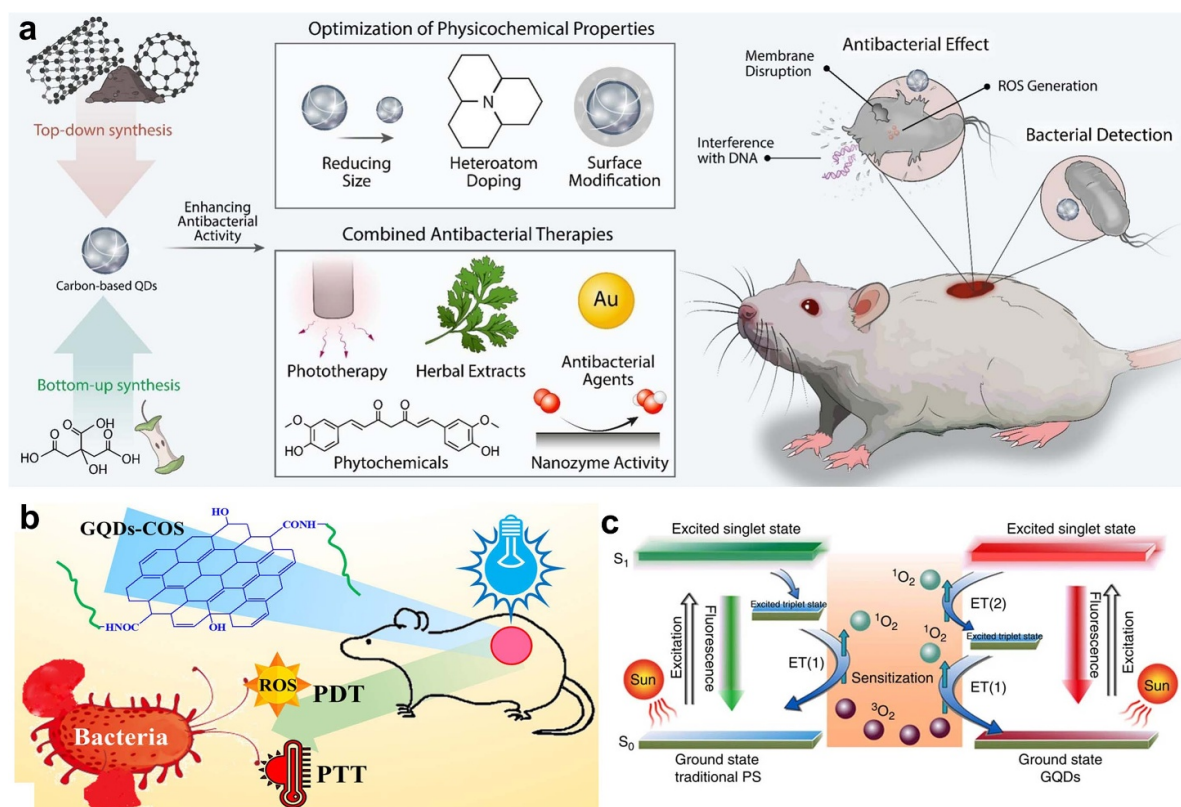 a
Optimization of Physicochemical Properties
Top-down synthesis
Reducing
Size
N
Heteroatom
Doping
Surface
Modification
Enhancing
Antibacterial
Activity
Carbon-based QDs
Bottom-up synthesis
HO
O
O
OH
O
OH
OH
Combined Antibacterial Therapies
Phototherapy
Herbal Extracts
Au
Antibacterial
Agents
O
HO
O
O
O
OH
Phytochemicals
Nanozyme Activity
Membrane
Disruption
Antibacterial Effect
ROS Generation
Interference
with DNA
Bacterial Detection
b
GQDs-COS
HO
CONH
HNOC
OH
ROS
PDT
Bacteria
PTT
c
Excited singlet state
Excited singlet state
S₁
Excited triplet state
¹O₂
ET(2)
¹O₂
¹O₂
Excited triplet state
Excitation
Fluorescence
Fluorescence
Excitation
ET(1)
Sensitization
ET(1)
Sun
Sun
³O₂
S₀
Ground state
traditional PS
Ground state
GQDs